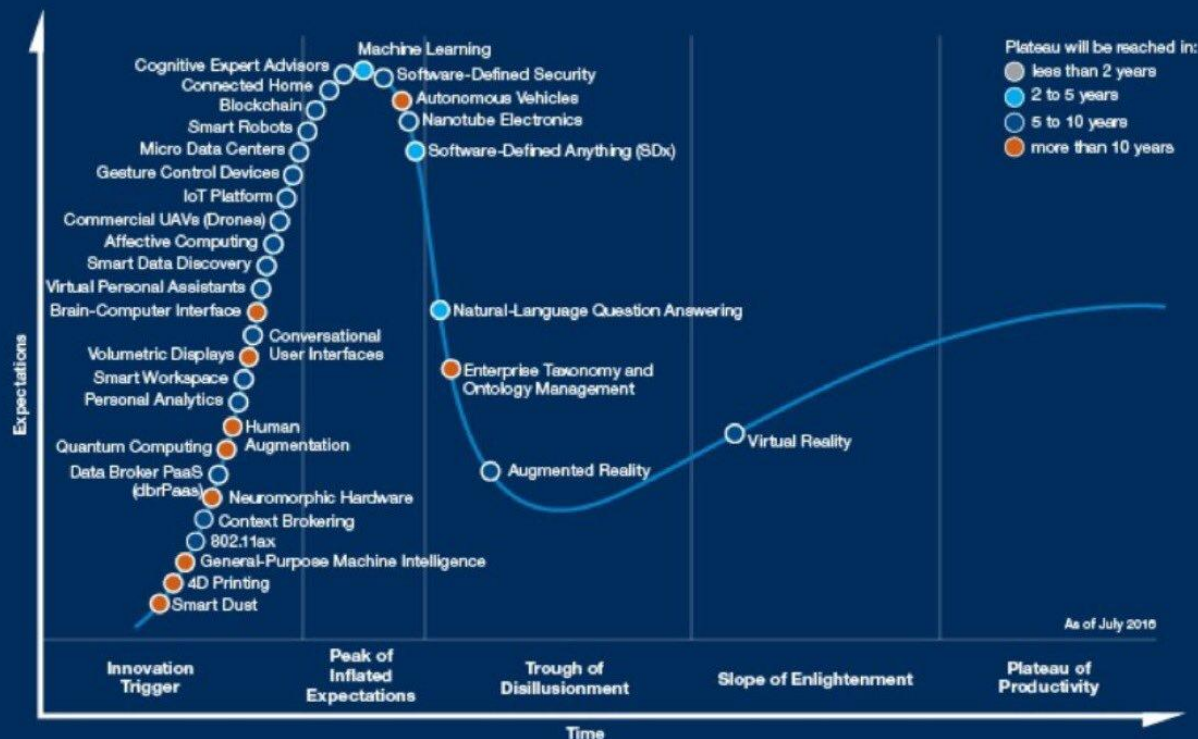 Machine Learning
Cognitive Expert Advisors
Software-Defined Security
Connected Home
Autonomous Vehicles
Blockchain
Nanotube Electronics
Smart Robots
Micro Data Centers
Software-Defined Anything (SDx)
Gesture Control Devices
IoT Platform
Commercial UAVs (Drones)
Affective Computing
Smart Data Discovery
Virtual Personal Assistants
Brain-Computer Interface
Natural-Language Question Answering
Conversational
User Interfaces
Volumetric Displays
Smart Workspace
Enterprise Taxonomy and
Ontology Management
Personal Analytics
Human
Augmentation
Quantum Computing
Virtual Reality
Data Broker PaaS
(dbrPaas)
Augmented Reality
Neuromorphic Hardware
Context Brokering
802.11ax
General-Purpose Machine Intelligence
4D Printing
Smart Dust
Plateau will be reached in:
less than 2 years
2 to 5 years
5 to 10 years
more than 10 years
As of July 2016
Expectations
Innovation
Trigger
Peak of
Inflated
Expectations
Trough of
Disillusionment
Slope of Enlightenment
Plateau of
Productivity
Time